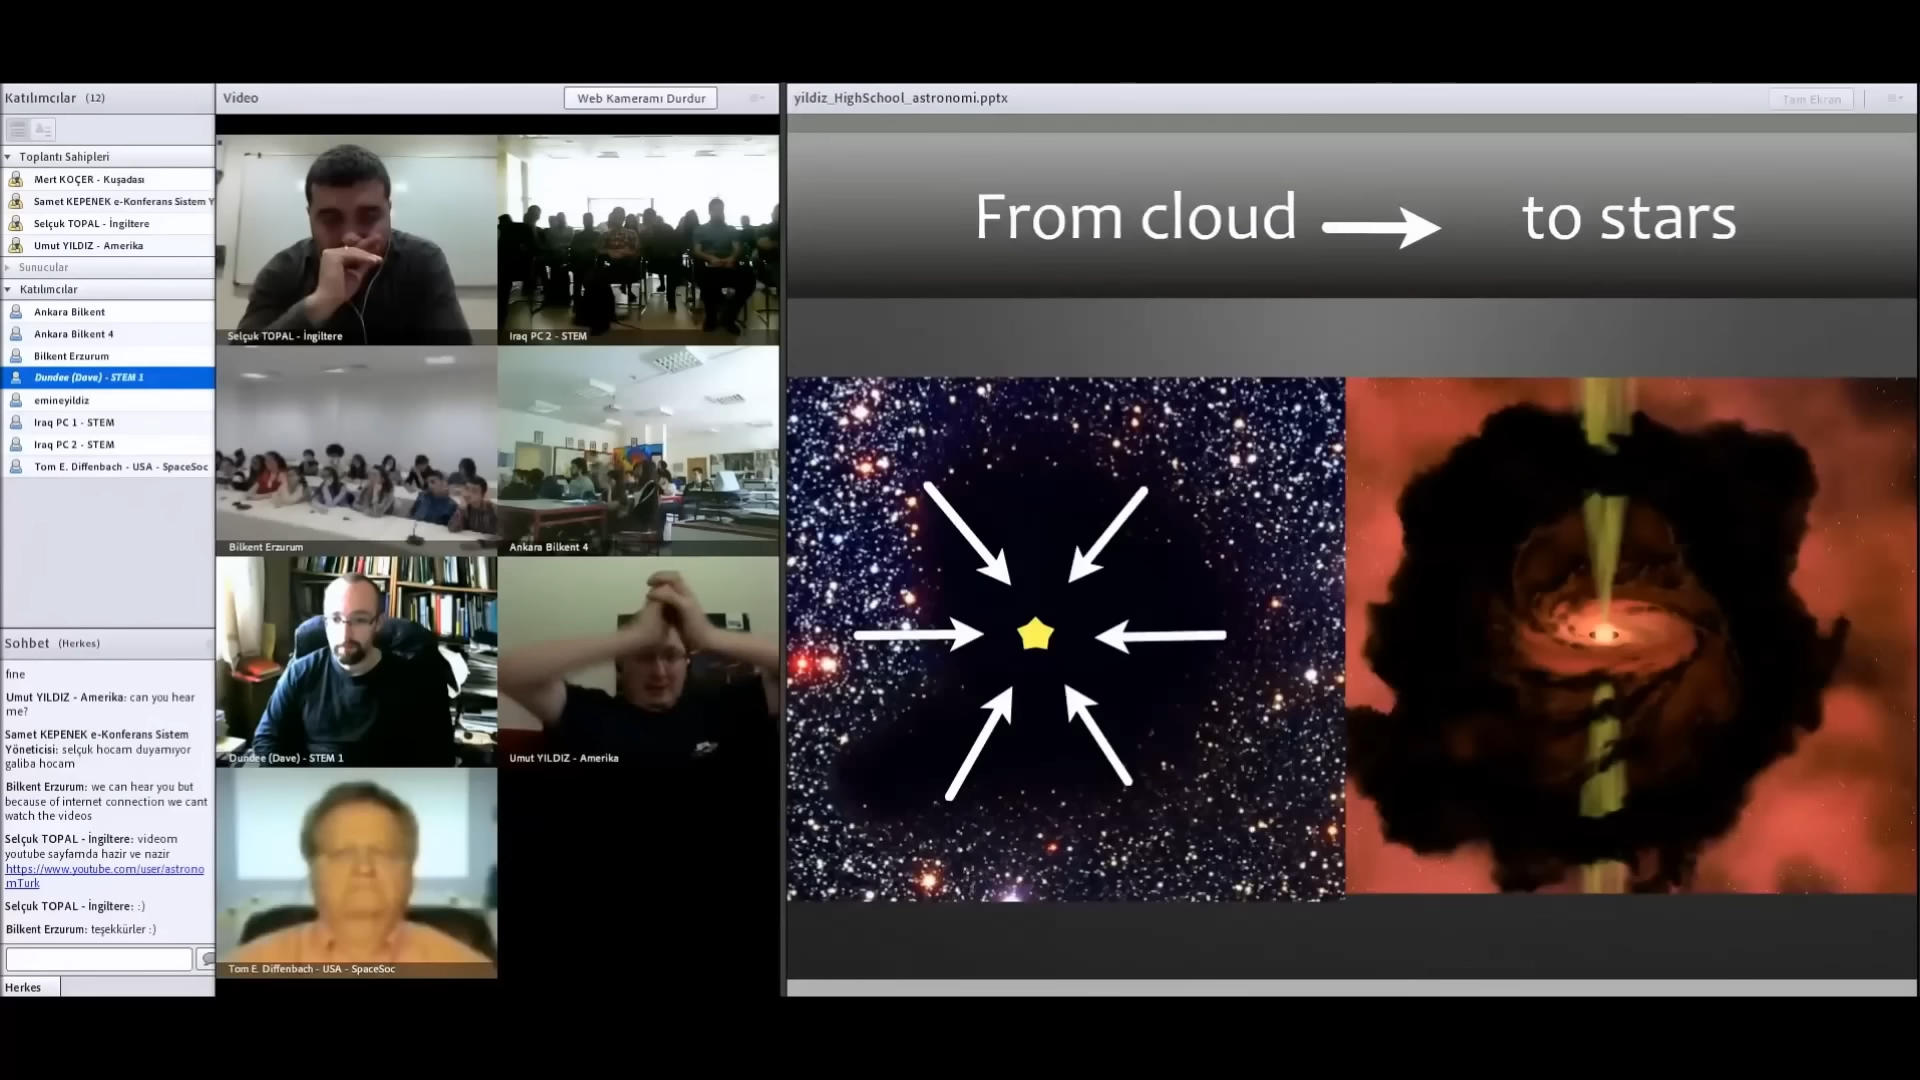 Katılımcılar (12)
Toplantı Sahipleri
Mert KOÇER - Kuşadası
Samet KEPENEK e-Konferans Sistem Y
Selçuk TOPAL - İngiltere
Umut YILDIZ - Amerika
Sunucular
Katılımcılar
Ankara Bilkent
Ankara Bilkent 4
Bilkent Erzurum
Dundee (Dave) - STEM 1
emineyildiz
Iraq PC 1 - STEM
Iraq PC 2 - STEM
Tom E. Diffenbach - USA - SpaceSoc
Sohbet (Herkes)
fine
Umut YILDIZ - Amerika: can you hear
me?
Samet KEPENEK e-Konferans Sistem
Yöneticisi: selçuk hocam duyamıyor
galiba hocam
Bilkent Erzurum: we can hear you but
because of internet connection we cant
watch the videos
Selçuk TOPAL - İngiltere: videom
youtube sayfamda hazir ve nazir
https://www.youtube.com/user/astrono
mTurk
Selçuk TOPAL - İngiltere: :)
Bilkent Erzurum: teşekkürler :)
Herkes
Video
Web Kameramı Durdur
Selçuk TOPAL - İngiltere
Iraq PC 2 - STEM
Bilkent Erzurum
Ankara Bilkent 4
Dundee (Dave) - STEM 1
Umut YILDIZ - Amerika
Tom E. Diffenbach - USA - SpaceSoc
yildiz_HighSchool_astronomi.pptx
Tam Ekran
From cloud → to stars